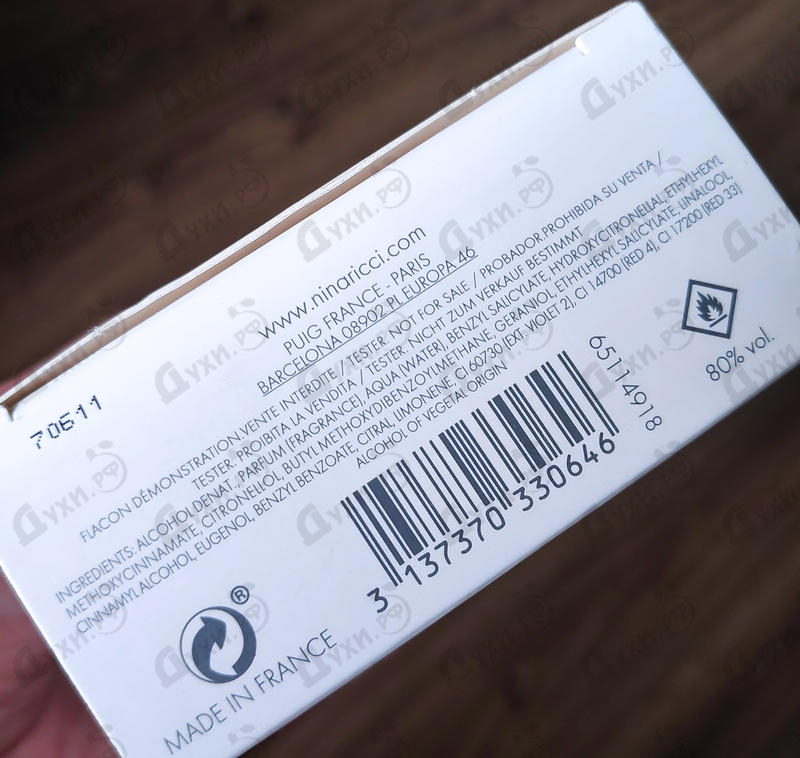 www.ninaricci.com
PUIG FRANCE - PARIS
BARCELONA 08902 PL EUROPA 46
FLACON DÉMONSTRATION VENTE INTERDITE / TESTER NOT FOR SALE / PROBADOR.PROHIBIDA SU VENTA /
TESTER. PROIBITA LA VENDITA / TESTER NICHT ZUM VERKAUF BESTIMMT
INGREDIENTS: ALCOHOL DENAT., PARFUM (FRAGRANCE), AQUA (WATER), BENZYL SALICYLATE, HYDROXYCITRONELLAL, ETHYLHEXYL
METHOXYCINNAMATE, CITRONELLOL, BUTYL METHOXYDIBENZOYLMETHANE, GERANIOL, ETHYLHEXYL SALICYLATE, LINALOOL,
CINNAMYL ALCOHOL, EUGENOL, BENZYL BENZOATE, CITRAL, LIMONENE, CI 60730 (EXT. VIOLET 2), CI 14700 (RED 4), CI 17200 (RED 33)
ALCOHOL OF VEGETAL ORIGIN
70611
65114918
80% vol.
3 137370 330646
®
MADE IN FRANCE
Духи.РФ